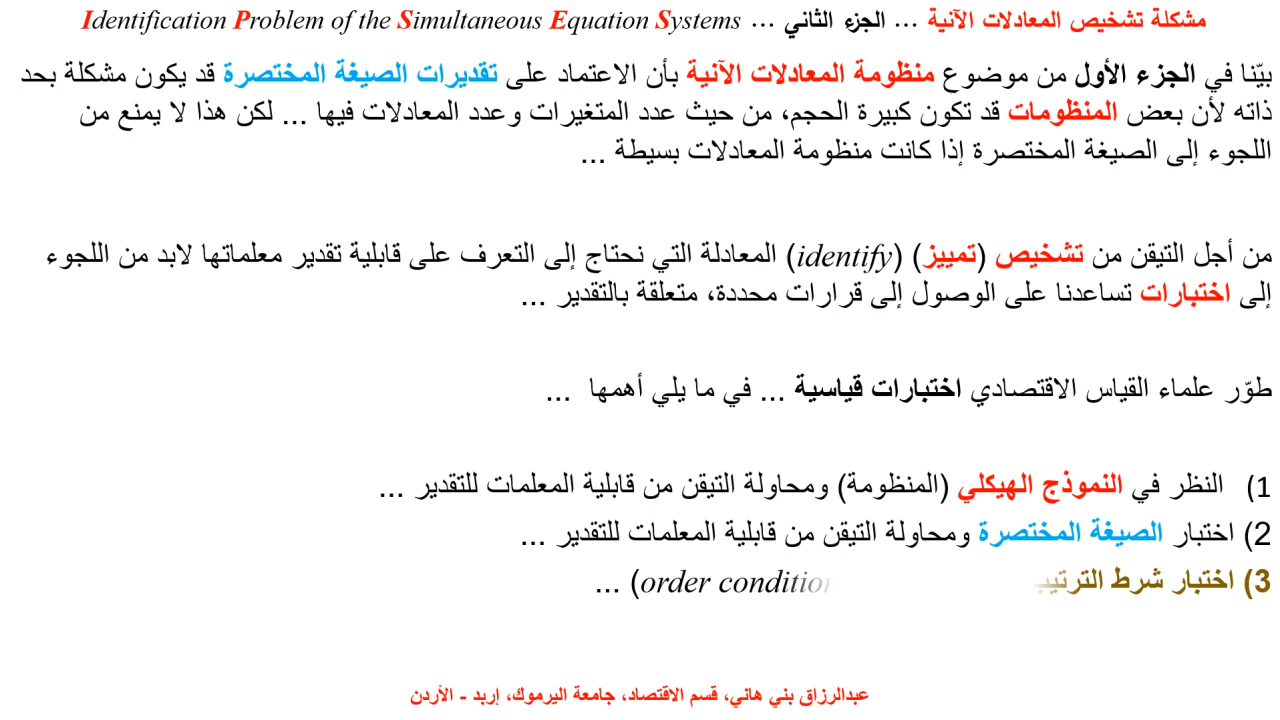 مشكلة تشخيص المعادلات الآنية ... الجزء الثاني ... Identification Problem of the Simultaneous Equation Systems
بيّنا في الجزء الأول من موضوع منظومة المعادلات الآنية بأن الاعتماد على تقديرات الصيغة المختصرة قد يكون مشكلة بحد
ذاته لأن بعض المنظومات قد تكون كبيرة الحجم، من حيث عدد المتغيرات وعدد المعادلات فيها ... لكن هذا لا يمنع من
اللجوء إلى الصيغة المختصرة إذا كانت منظومة المعادلات بسيطة ...
من أجل التيقن من تشخيص (تمييز) (identify) المعادلة التي نحتاج إلى التعرف على قابلية تقدير معلماتها لابد من اللجوء
إلى اختبارات تساعدنا على الوصول إلى قرارات محددة، متعلقة بالتقدير ...
طوّر علماء القياس الاقتصادي اختبارات قياسية ... في ما يلي أهمها ...
1) النظر في النموذج الهيكلي (المنظومة) ومحاولة التيقن من قابلية المعلمات للتقدير ...
2) اختبار الصيغة المختصرة ومحاولة التيقن من قابلية المعلمات للتقدير ...
3) اختبار شرط (order condition ...
عبدالرزاق بني هاني، قسم الاقتصاد، جامعة اليرموك، إربد - الأردن